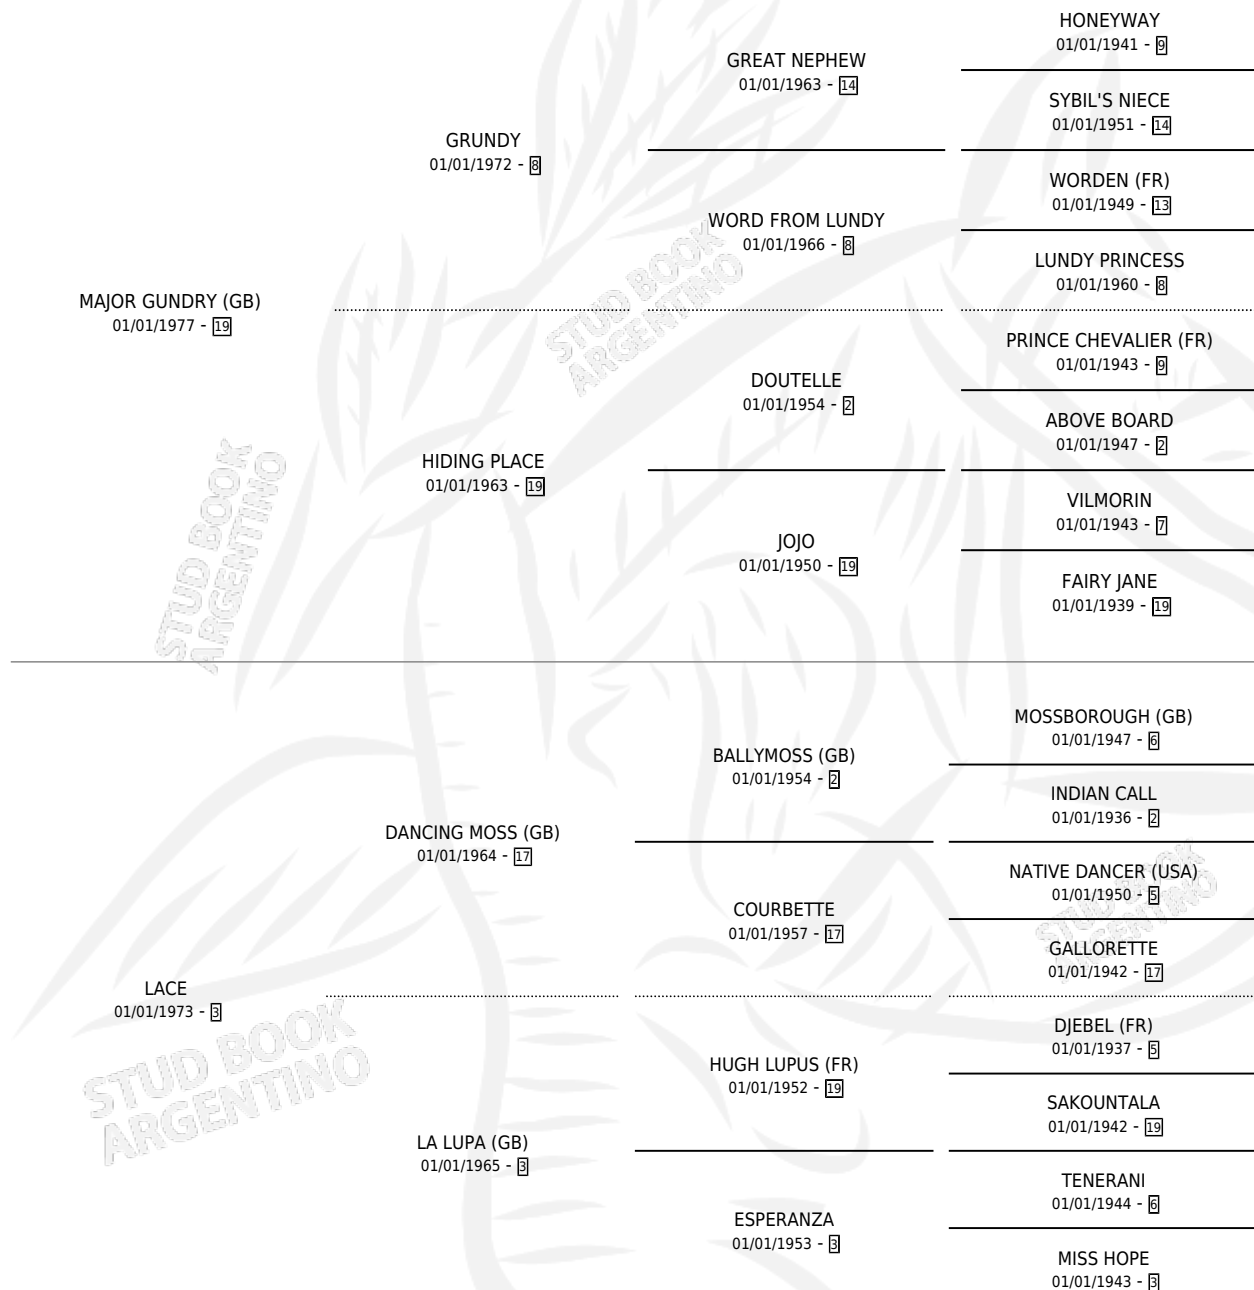 HONEYWAY
01/01/1941 - 9
GREAT NEPHEW
01/01/1963 - 14
SYBIL'S NIECE
01/01/1951 - 14
GRUNDY
01/01/1972 - 8
WORDEN (FR)
01/01/1949 - 13
WORD FROM LUNDY
01/01/1966 - 8
LUNDY PRINCESS
01/01/1960 - 8
MAJOR GUNDRY (GB)
01/01/1977 - 19
PRINCE CHEVALIER (FR)
01/01/1943 - 9
DOUTELLE
01/01/1954 - 2
ABOVE BOARD
01/01/1947 - 2
HIDING PLACE
01/01/1963 - 19
VILMORIN
01/01/1943 - 7
JOJO
01/01/1950 - 19
FAIRY JANE
01/01/1939 - 19
MOSSBOROUGH (GB)
01/01/1947 - 6
BALLYMOSS (GB)
01/01/1954 - 2
INDIAN CALL
01/01/1936 - 2
DANCING MOSS (GB)
01/01/1964 - 17
NATIVE DANCER (USA)
01/01/1950 - 5
COURBETTE
01/01/1957 - 17
GALLORETTE
01/01/1942 - 17
LACE
01/01/1973 - 3
DJEBEL (FR)
01/01/1937 - 5
HUGH LUPUS (FR)
01/01/1952 - 19
SAKOUNTALA
01/01/1942 - 19
LA LUPA (GB)
01/01/1965 - 3
TENERANI
01/01/1944 - 6
ESPERANZA
01/01/1953 - 3
MISS HOPE
01/01/1943 - 3
STUD BOOK
ARGENTINO
STUD BOOK
ARGENTINO
STUD BOOK
ARGENTINO
STUD BOOK
ARGENTINO